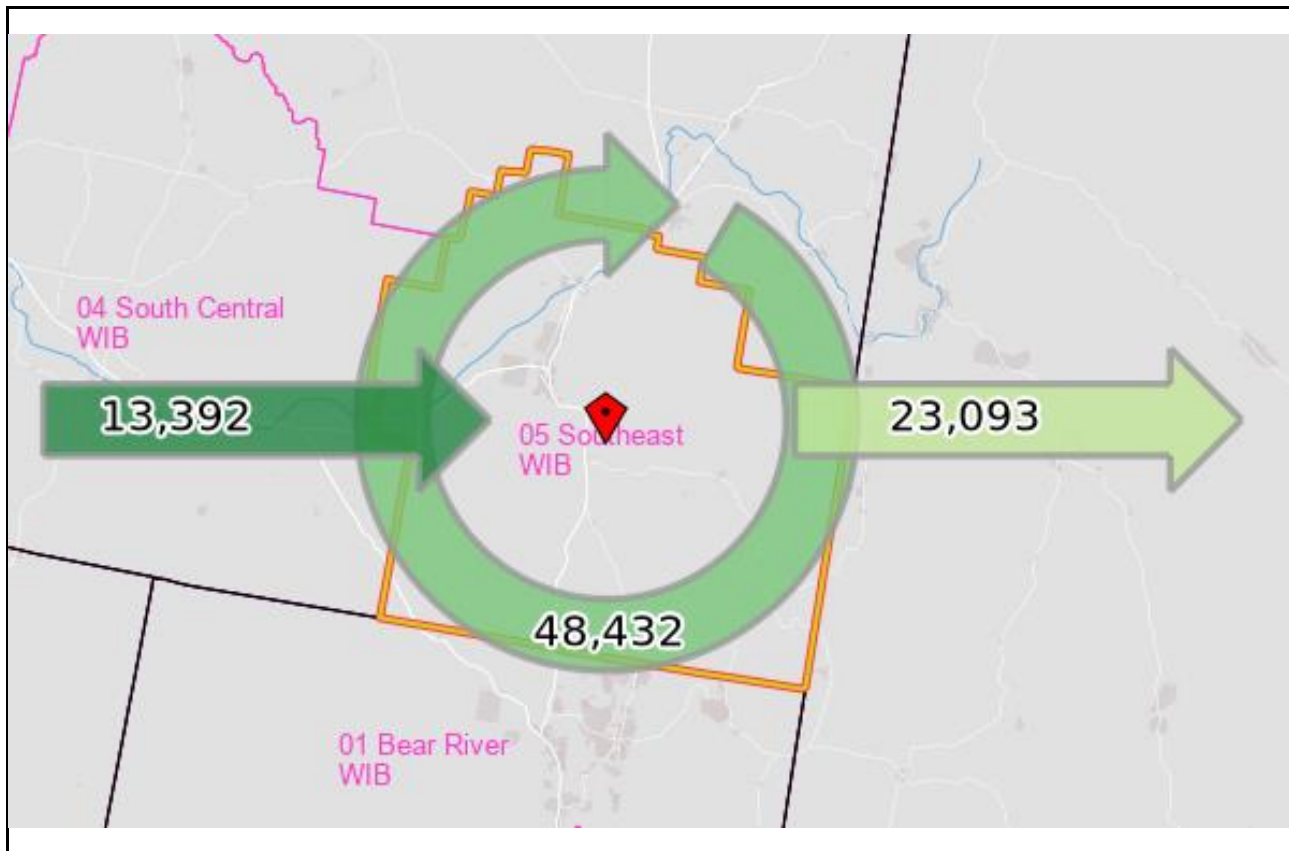 04 South Central
WIB
13,392
23,093
05 Southeast
WIB
48,432
01 Bear River
WIB